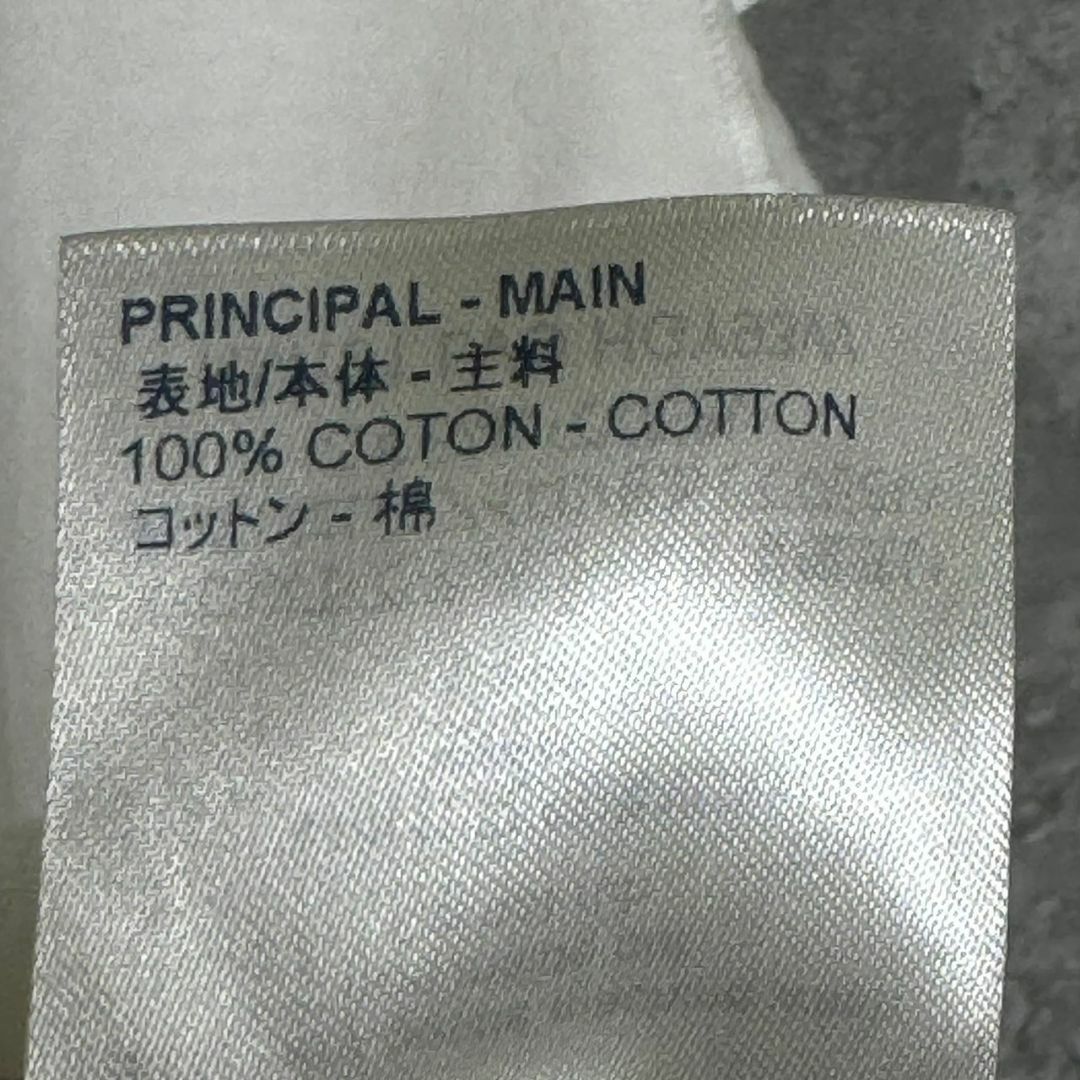 PRINCIPAL - MAIN
表地/本体 - 主料
100% COTON - COTTON
コットン - 棉